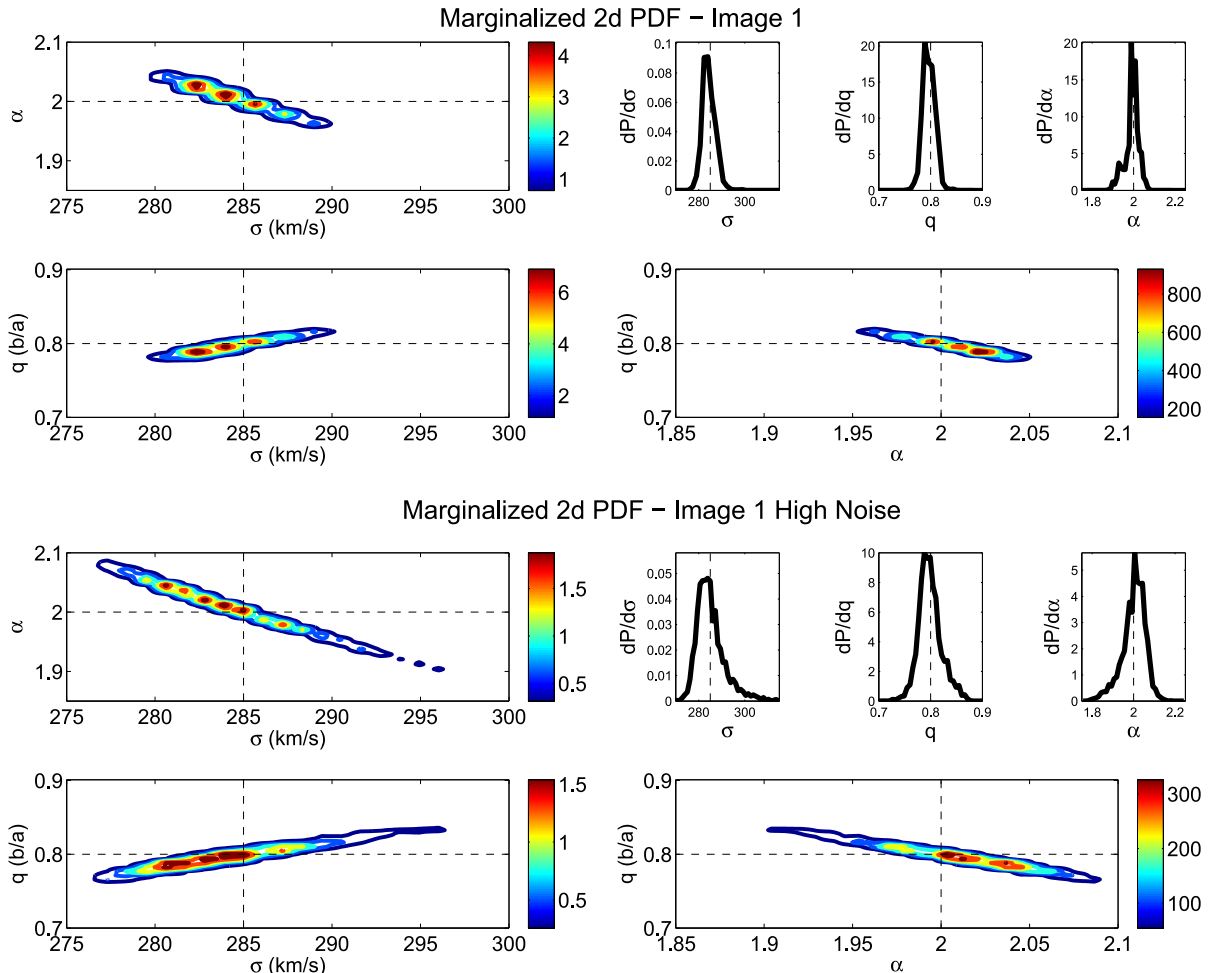 Marginalized 2d PDF − Image 1
2.1
2
1.9
α
275 280 285 290 295 300
σ (km/s)
4
3
2
1
0.1
0.08
0.06
0.04
0.02
0
dP/dσ
280 300
σ
20
15
10
5
0
dP/dq
0.7 0.8 0.9
q
20
15
10
5
0
dP/dα
1.8 2 2.2
α
0.9
0.8
0.7
q (b/a)
275 280 285 290 295 300
σ (km/s)
6
4
2
0.9
0.8
0.7
q (b/a)
1.85 1.9 1.95 2 2.05 2.1
α
800
600
400
200
Marginalized 2d PDF − Image 1 High Noise
2.1
2
1.9
α
275 280 285 290 295 300
σ (km/s)
1.5
1
0.5
0.05
0.04
0.03
0.02
0.01
0
dP/dσ
280 300
σ
10
8
6
4
2
0
dP/dq
0.7 0.8 0.9
q
5
4
3
2
1
0
dP/dα
1.8 2 2.2
α
0.9
0.8
0.7
q (b/a)
275 280 285 290 295 300
σ (km/s)
1.5
1
0.5
0.9
0.8
0.7
q (b/a)
1.85 1.9 1.95 2 2.05 2.1
α
300
200
100